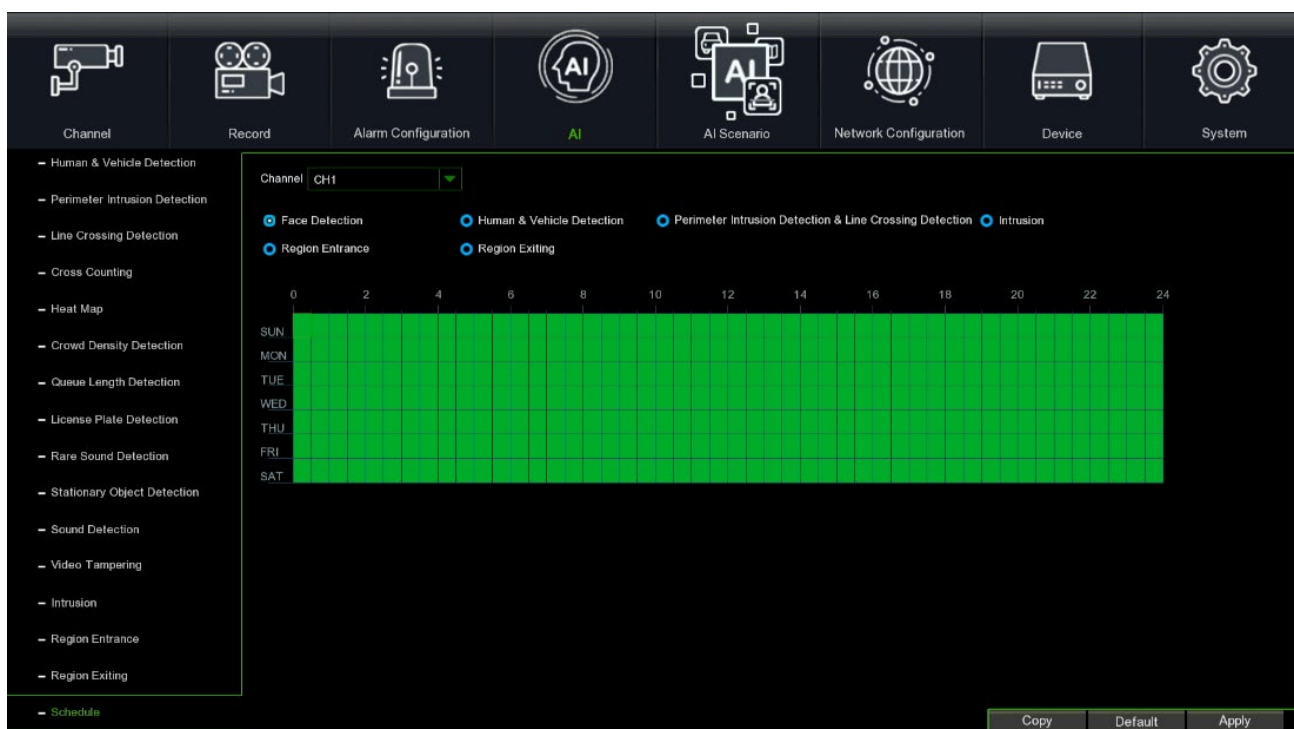 AI
AI
Channel
Record
Alarm Configuration
AI
AI Scenario
Network Configuration
Device
System
Human & Vehicle Detection
Perimeter Intrusion Detection
Line Crossing Detection
Cross Counting
Heat Map
Crowd Density Detection
Queue Length Detection
License Plate Detection
Rare Sound Detection
Stationary Object Detection
Sound Detection
Video Tampering
Intrusion
Region Entrance
Region Exiting
Schedule
Channel CH1
Face Detection Human & Vehicle Detection Perimeter Intrusion Detection & Line Crossing Detection Intrusion
Region Entrance Region Exiting
0 2 4 6 8 10 12 14 16 18 20 22 24
SUN
MON
TUE
WED
THU
FRI
SAT
Copy Default Apply